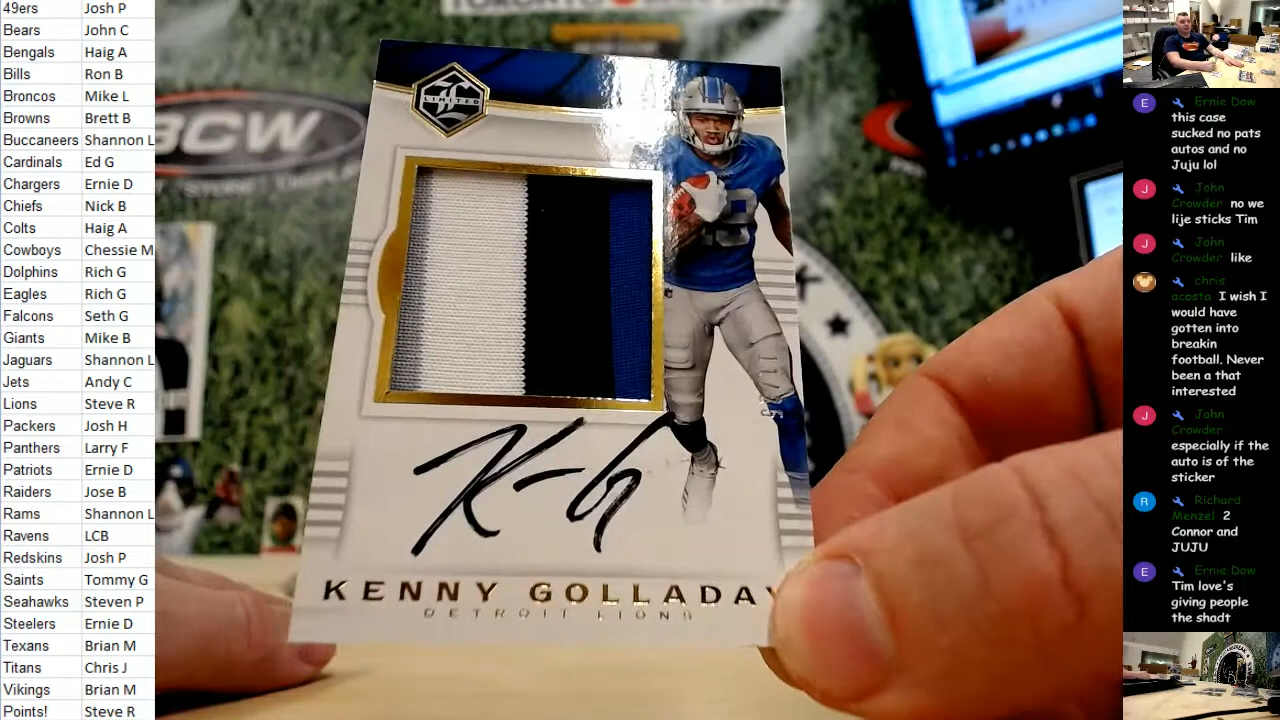 49ers Josh P
Bears John C
Bengals Haig A
Bills Ron B
Broncos Mike L
Browns Brett B
Buccaneers Shannon L
Cardinals Ed G
Chargers Ernie D
Chiefs Nick B
Colts Haig A
Cowboys Chessie M
Dolphins Rich G
Eagles Rich G
Falcons Seth G
Giants Mike B
Jaguars Shannon L
Jets Andy C
Lions Steve R
Packers Josh H
Panthers Larry F
Patriots Ernie D
Raiders Jose B
Rams Shannon L
Ravens LCB
Redskins Josh P
Saints Tommy G
Seahawks Steven P
Steelers Ernie D
Texans Brian M
Titans Chris J
Vikings Brian M
Points! Steve R
TORONTO
BCW
LIMITED
K-G
KENNY GOLLADAY
DETROIT LIONS
E Ernie Dow
this case
sucked no pats
autos and no
Juju lol
J John
Crowder no we
lije sticks Tim
J John
Crowder like
chris
acosta I wish I
would have
gotten into
breakin
football. Never
been a that
interested
J John
Crowder
especially if the
auto is of the
sticker
R Richard
Menzel 2
Connor and
JUJU
E Ernie Dow
Tim love's
giving people
the shadt